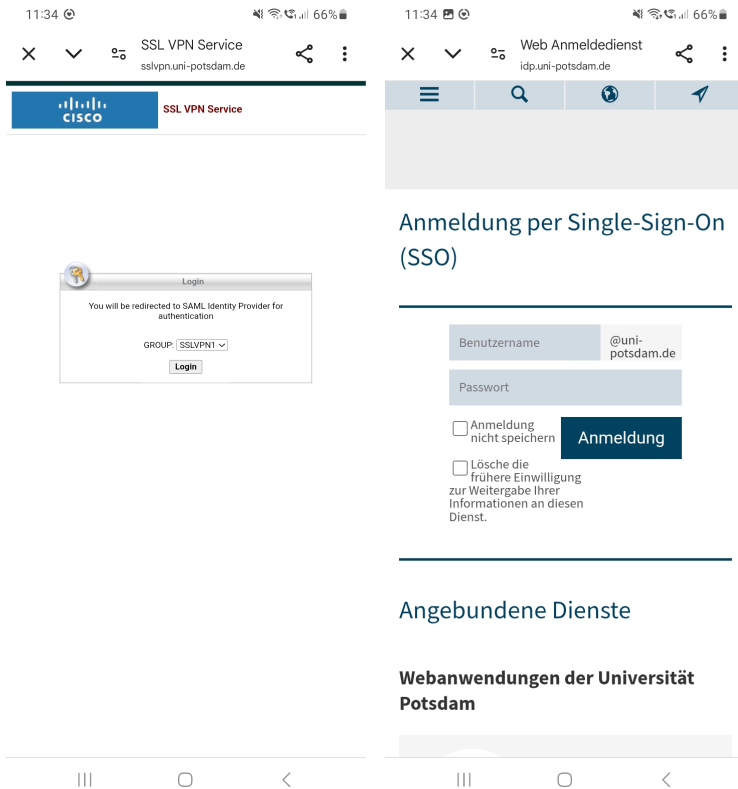 11:34
66%
SSL VPN Service
sslvpn.uni-potsdam.de
CISCO
SSL VPN Service
Login
You will be redirected to SAML Identity Provider for
authentication
GROUP: SSLVPN1
Login
11:34
66%
Web Anmeldedienst
idp.uni-potsdam.de
Anmeldung per Single-Sign-On
(SSO)
Benutzername
@uni-
potsdam.de
Passwort
Anmeldung
nicht speichern
Anmeldung
Lösche die
frühere Einwilligung
zur Weitergabe Ihrer
Informationen an diesen
Dienst.
Angebundene Dienste
Webanwendungen der Universität
Potsdam